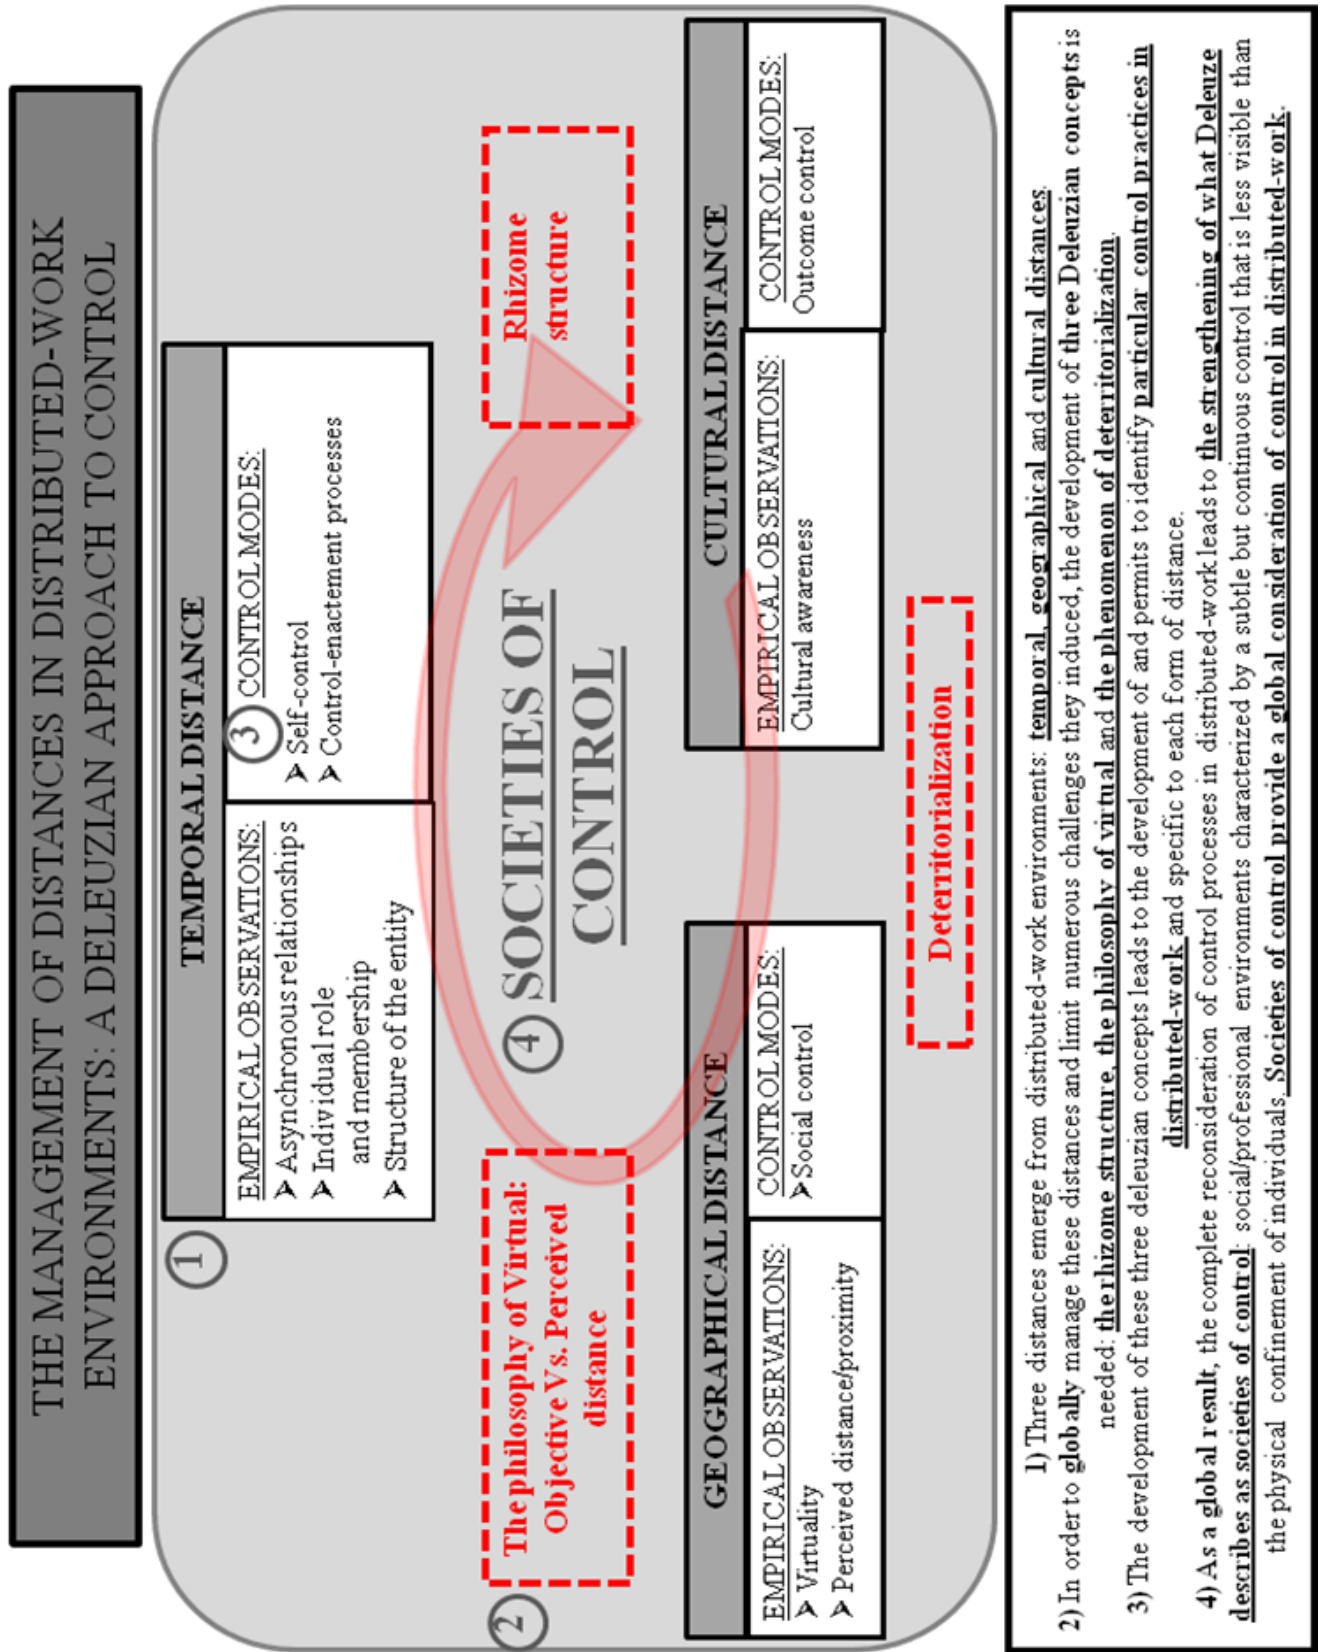 THE MANAGEMENT OF DISTANCES IN DISTRIBUTED-WORK
ENVIRONMENTS: A DELEUZIAN APPROACH TO CONTROL
1
TEMPORAL DISTANCE
EMPIRICAL OBSERVATIONS:
➤ Asynchronous relationships
➤ Individual role
and membership
➤ Structure of the entity
3 CONTROL MODES:
➤ Self-control
➤ Control-enactement processes
2
The philosophy of Virtual:
Objective Vs. Perceived
distance
4 SOCIETIES OF
CONTROL
Rhizome
structure
GEOGRAPHICAL DISTANCE
EMPIRICAL OBSERVATIONS:
➤ Virtuality
➤ Perceived distance/proximity
CONTROL MODES:
➤ Social control
CULTURAL DISTANCE
EMPIRICAL OBSERVATIONS:
Cultural awareness
CONTROL MODES:
Outcome control
Deterritorialization
1) Three distances emerge from distributed-work environments: temporal, geographical and cultural distances.
2) In order to globally manage these distances and limit numerous challenges they induced, the development of three Deleuzian concepts is
needed: the rhizome structure, the philosophy of virtual and the phenomenon of deterritorialization.
3) The development of these three deleuzian concepts leads to the development of and permits to identify particular control practices in
distributed-work and specific to each form of distance.
4) As a global result, the complete reconsideration of control processes in distributed-work leads to the strengthening of what Deleuze
describes as societies of control: social/professional environments characterized by a subtle but continuous control that is less visible than
the physical confinement of individuals. Societies of control provide a global consideration of control in distributed-work.